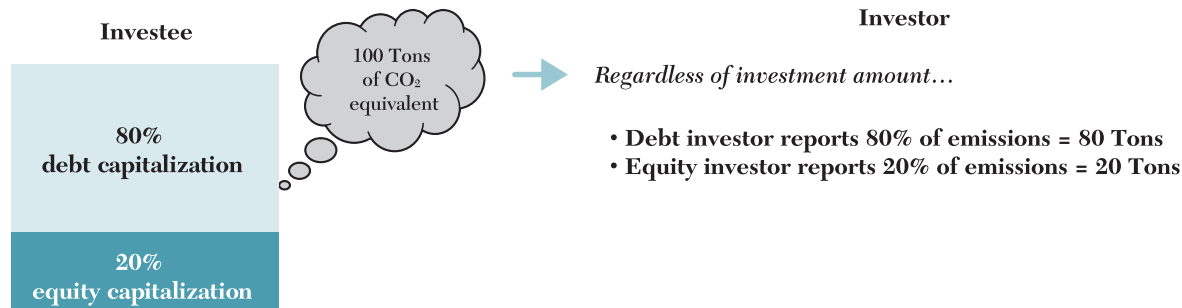 Investee
80%
debt capitalization
20%
equity capitalization
100 Tons
of CO₂
equivalent
Investor
Regardless of investment amount…
• Debt investor reports 80% of emissions = 80 Tons
• Equity investor reports 20% of emissions = 20 Tons